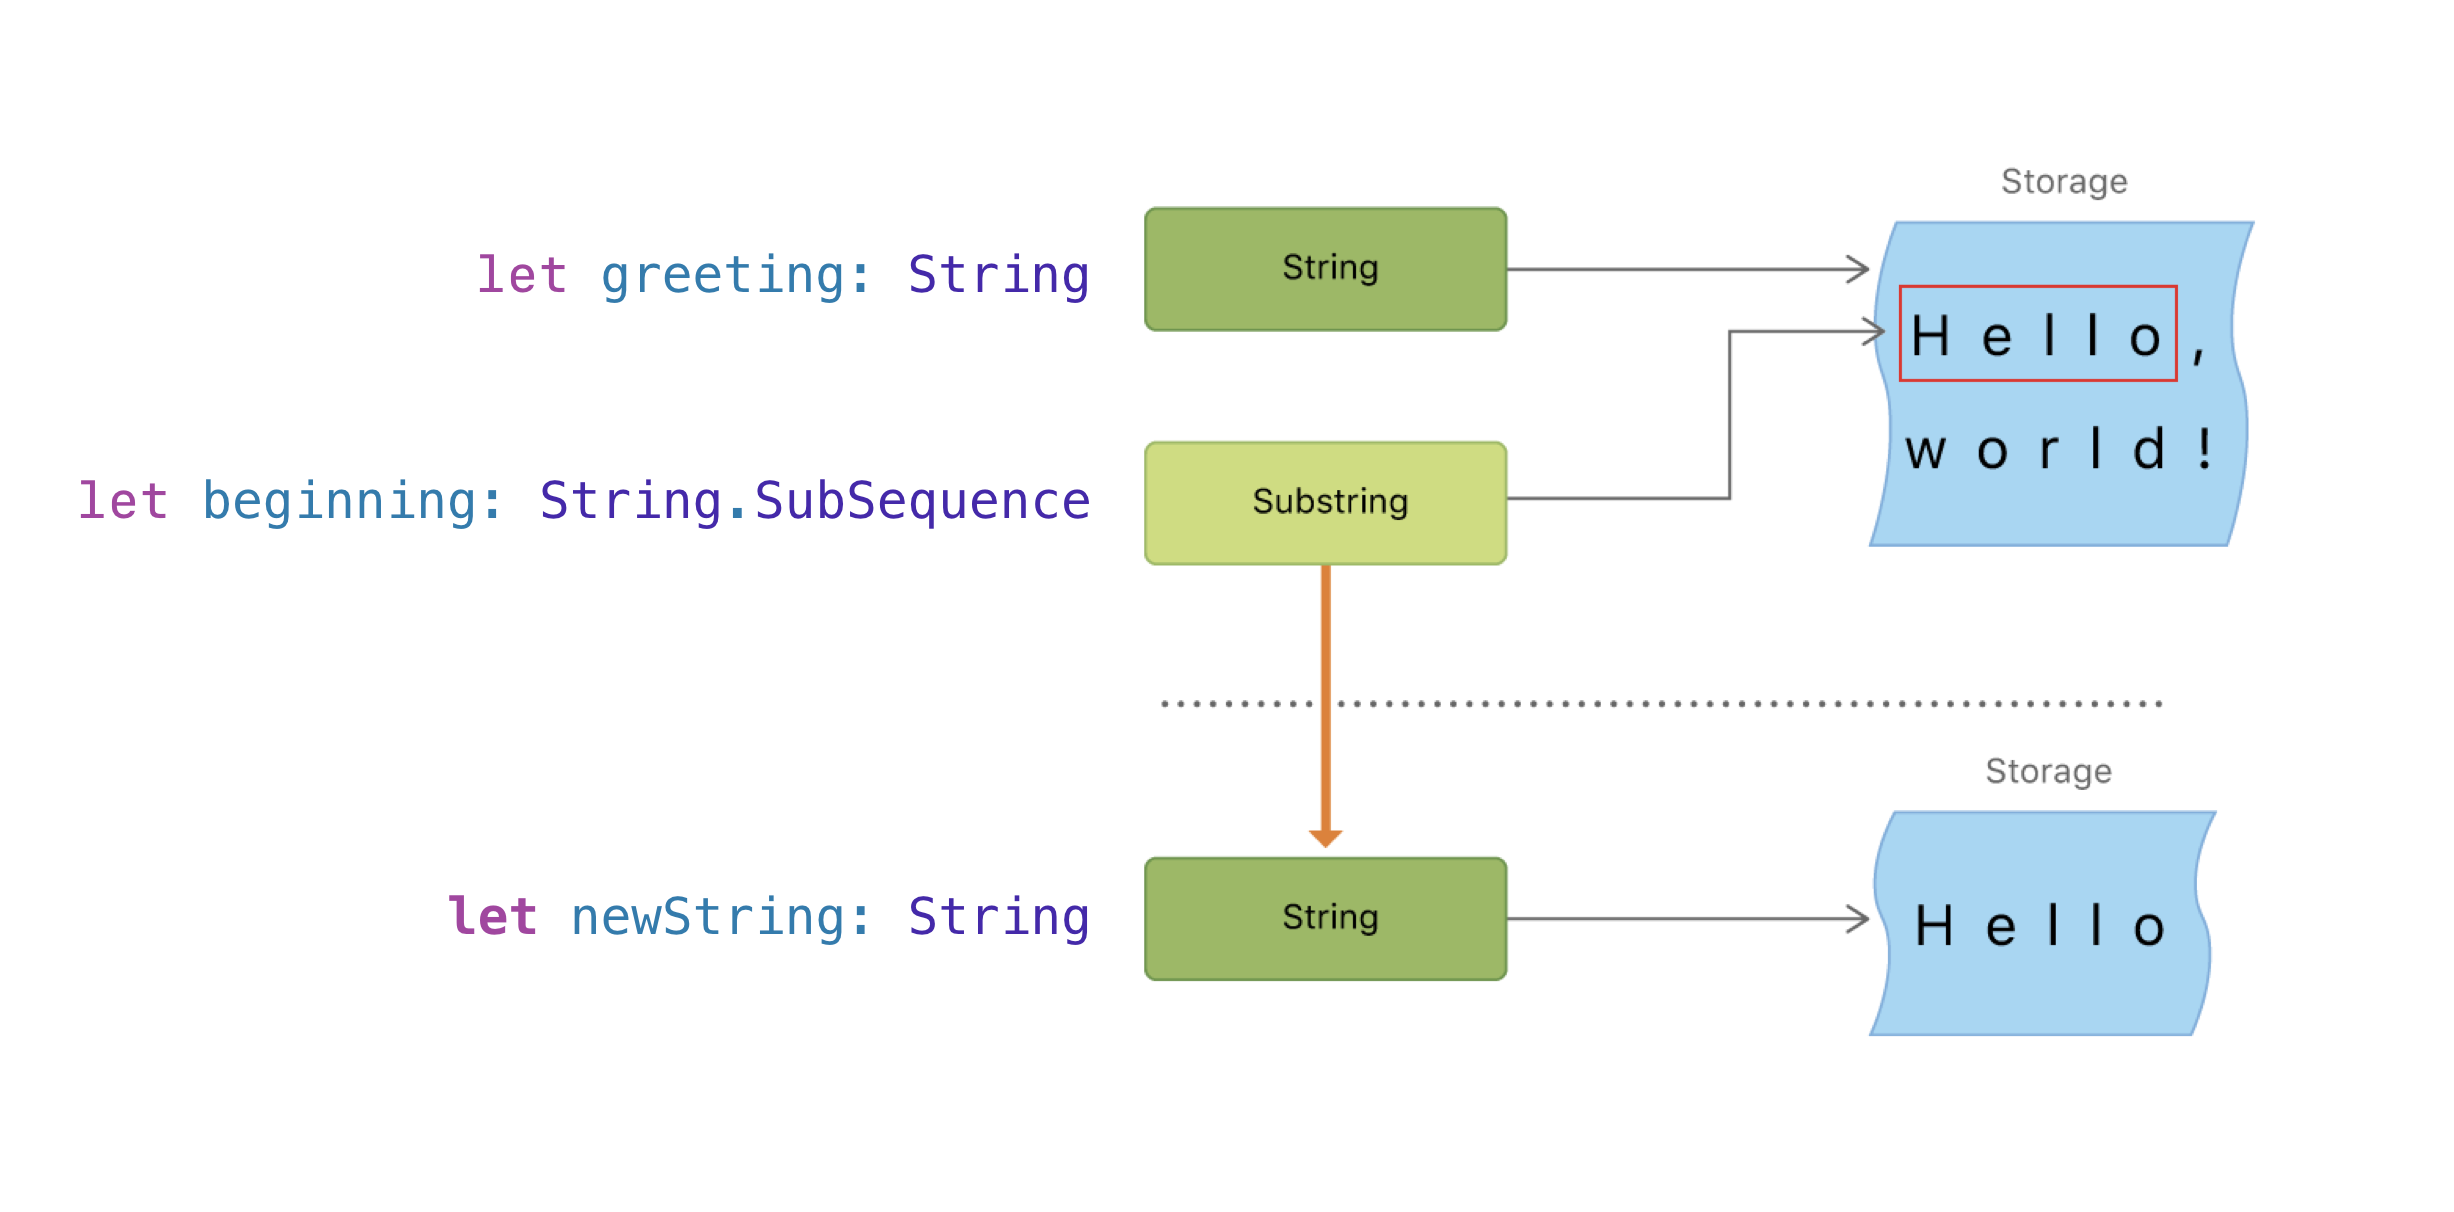 Storage
let greeting: String
String
H e l l o ,
w o r l d !
let beginning: String.SubSequence
Substring
Storage
let newString: String
String
H e l l o